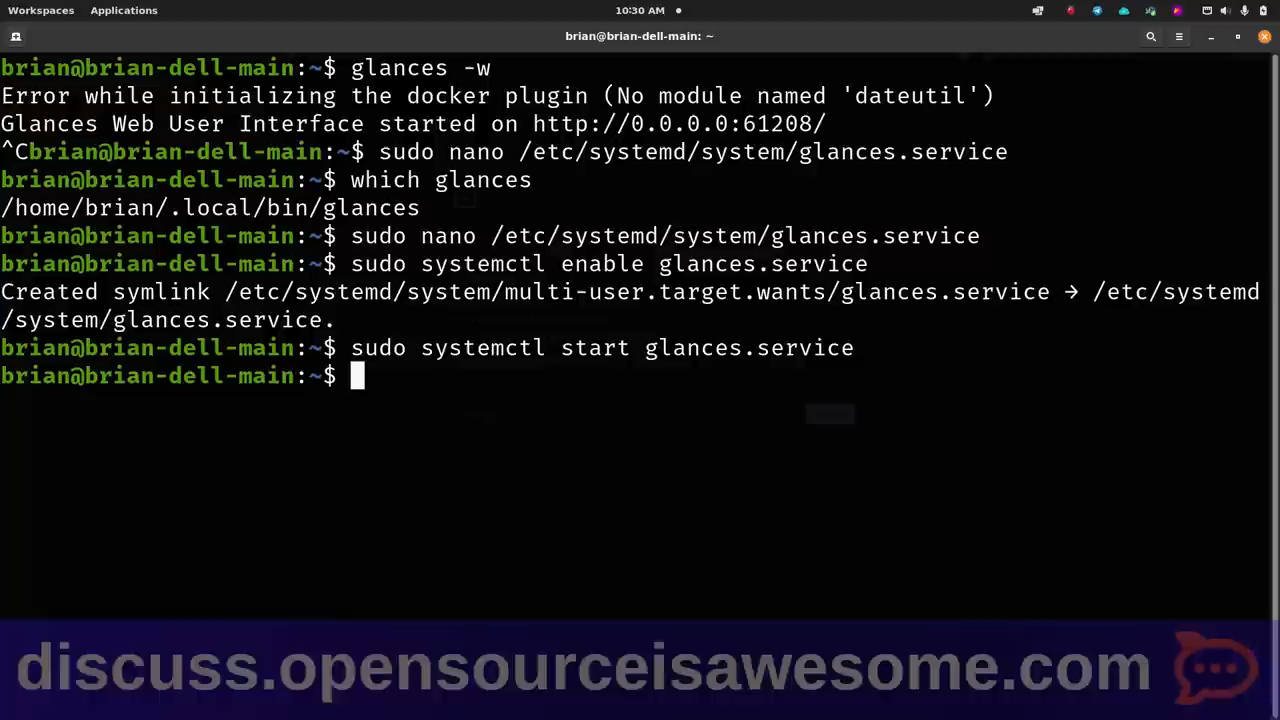 Workspaces Applications 10:30 AM
brian@brian-dell-main: ~
brian@brian-dell-main:~$ glances -w
Error while initializing the docker plugin (No module named 'dateutil')
Glances Web User Interface started on http://0.0.0.0:61208/
^Cbrian@brian-dell-main:~$ sudo nano /etc/systemd/system/glances.service
brian@brian-dell-main:~$ which glances
/home/brian/.local/bin/glances
brian@brian-dell-main:~$ sudo nano /etc/systemd/system/glances.service
brian@brian-dell-main:~$ sudo systemctl enable glances.service
Created symlink /etc/systemd/system/multi-user.target.wants/glances.service → /etc/systemd
/system/glances.service.
brian@brian-dell-main:~$ sudo systemctl start glances.service
brian@brian-dell-main:~$
discuss.opensourceisawesome.com